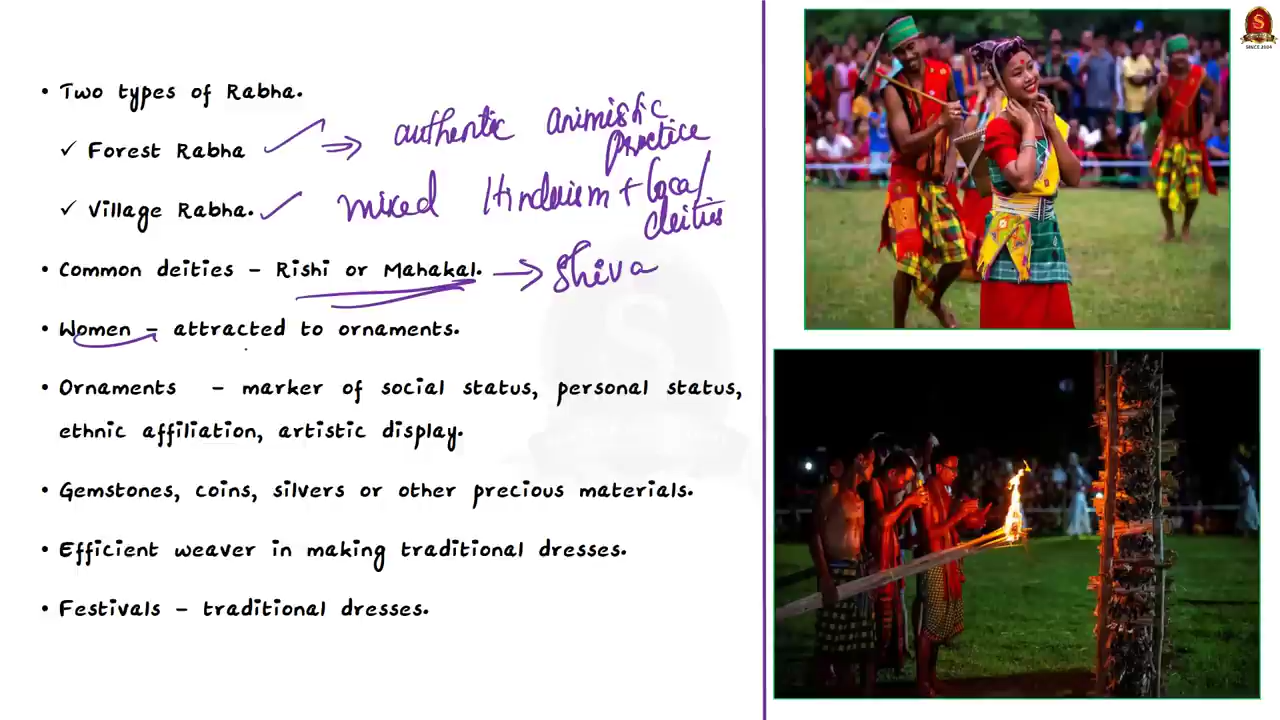 • Two types of Rabha.
✓ Forest Rabha ⇒ authentic animistic practice
✓ Village Rabha. mixed Hinduism + local deities
• Common deities – Rishi or Mahakal. → Shiva
• Women – attracted to ornaments.
• Ornaments – marker of social status, personal status,
ethnic affiliation, artistic display.
• Gemstones, coins, silvers or other precious materials.
• Efficient weaver in making traditional dresses.
• Festivals – traditional dresses.
S
SINCE 2004